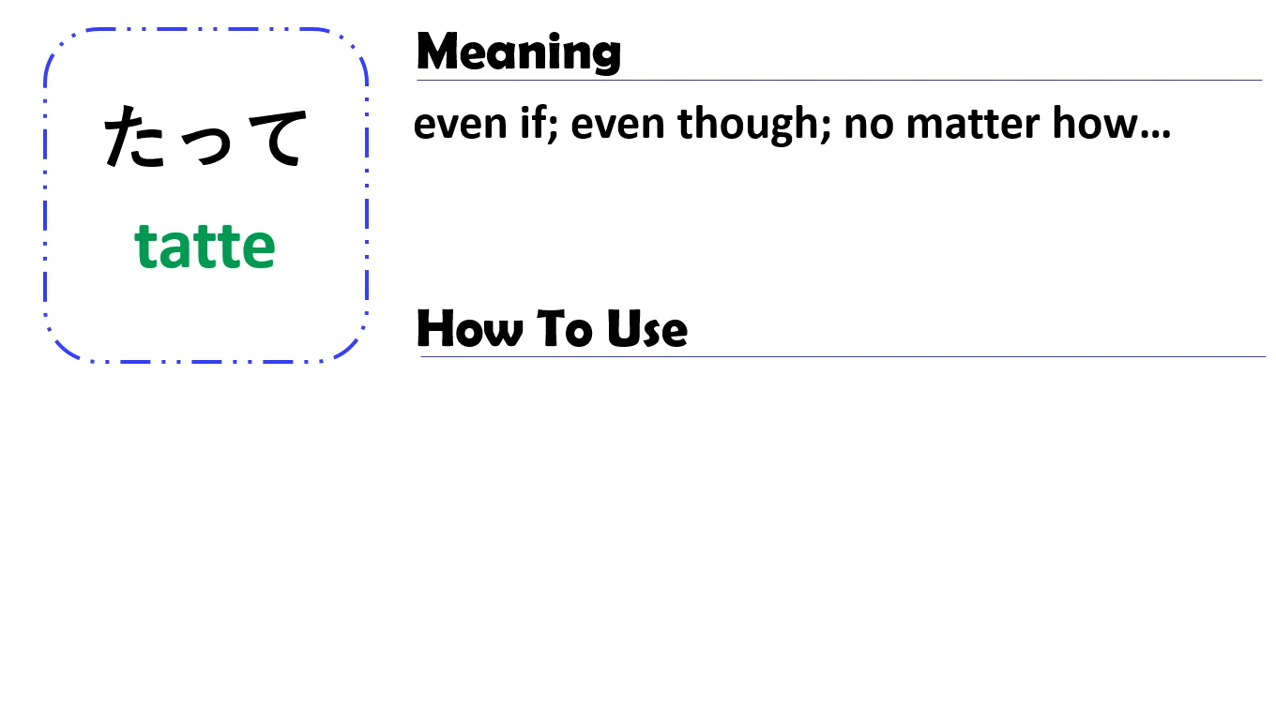 たって
tatte
Meaning
even if; even though; no matter how...
How To Use